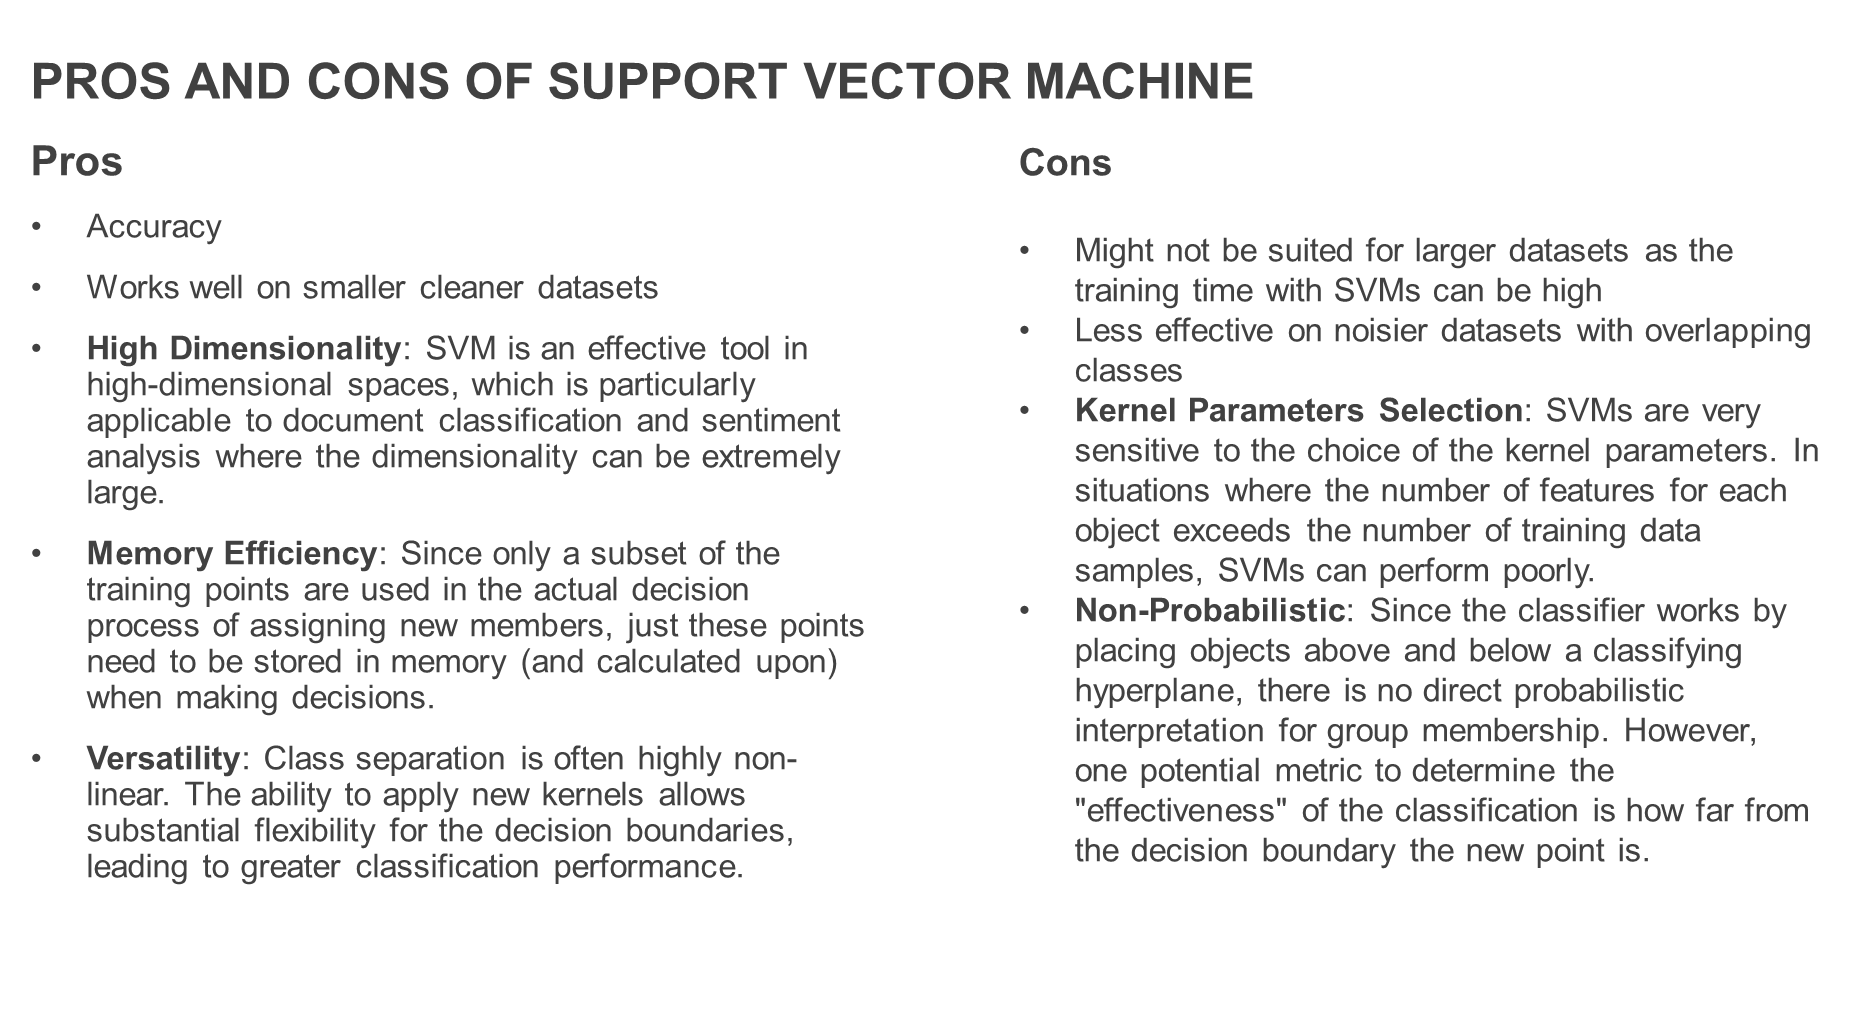 PROS AND CONS OF SUPPORT VECTOR MACHINE
Pros
• Accuracy
• Works well on smaller cleaner datasets
• High Dimensionality: SVM is an effective tool in
high-dimensional spaces, which is particularly
applicable to document classification and sentiment
analysis where the dimensionality can be extremely
large.
• Memory Efficiency: Since only a subset of the
training points are used in the actual decision
process of assigning new members, just these points
need to be stored in memory (and calculated upon)
when making decisions.
• Versatility: Class separation is often highly non-
linear. The ability to apply new kernels allows
substantial flexibility for the decision boundaries,
leading to greater classification performance.
Cons
• Might not be suited for larger datasets as the
training time with SVMs can be high
• Less effective on noisier datasets with overlapping
classes
• Kernel Parameters Selection: SVMs are very
sensitive to the choice of the kernel parameters. In
situations where the number of features for each
object exceeds the number of training data
samples, SVMs can perform poorly.
• Non-Probabilistic: Since the classifier works by
placing objects above and below a classifying
hyperplane, there is no direct probabilistic
interpretation for group membership. However,
one potential metric to determine the
"effectiveness" of the classification is how far from
the decision boundary the new point is.